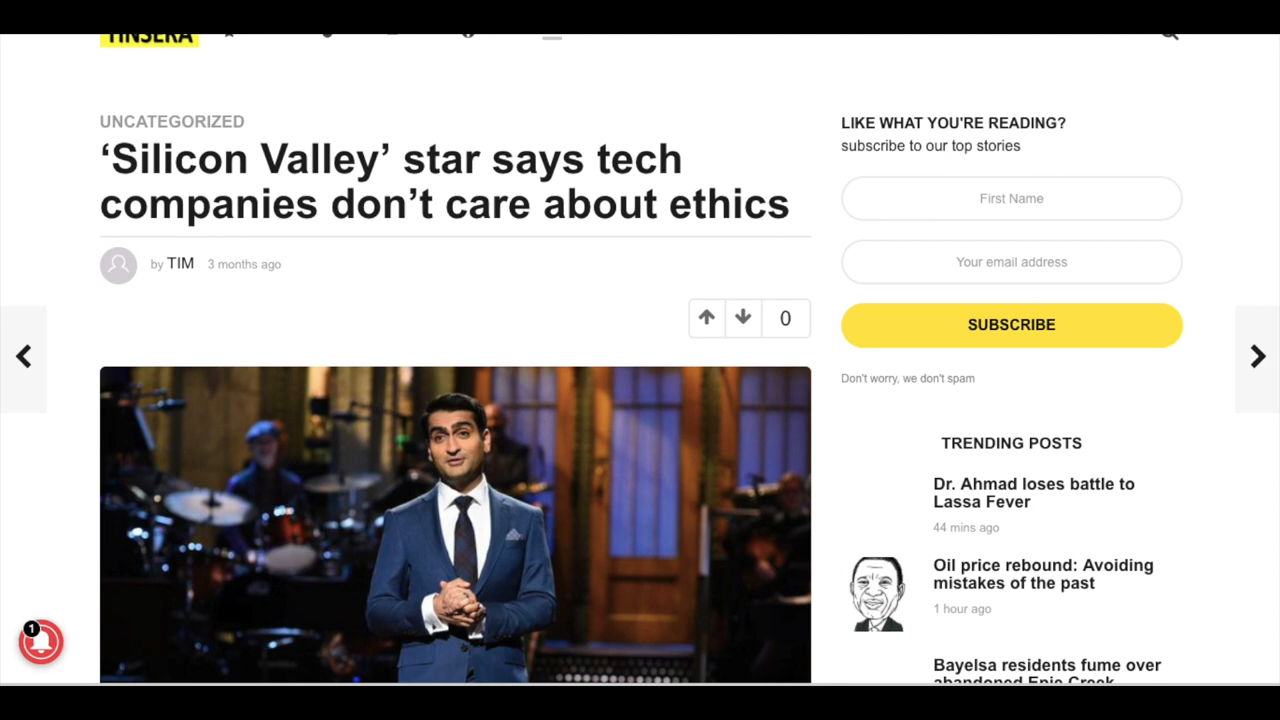 UNCATEGORIZED
‘Silicon Valley’ star says tech
companies don’t care about ethics
by TIM 3 months ago
0
LIKE WHAT YOU'RE READING?
subscribe to our top stories
First Name
Your email address
SUBSCRIBE
Don't worry, we don't spam
TRENDING POSTS
Dr. Ahmad loses battle to
Lassa Fever
44 mins ago
Oil price rebound: Avoiding
mistakes of the past
1 hour ago
Bayelsa residents fume over
abandoned Epie Creek
1